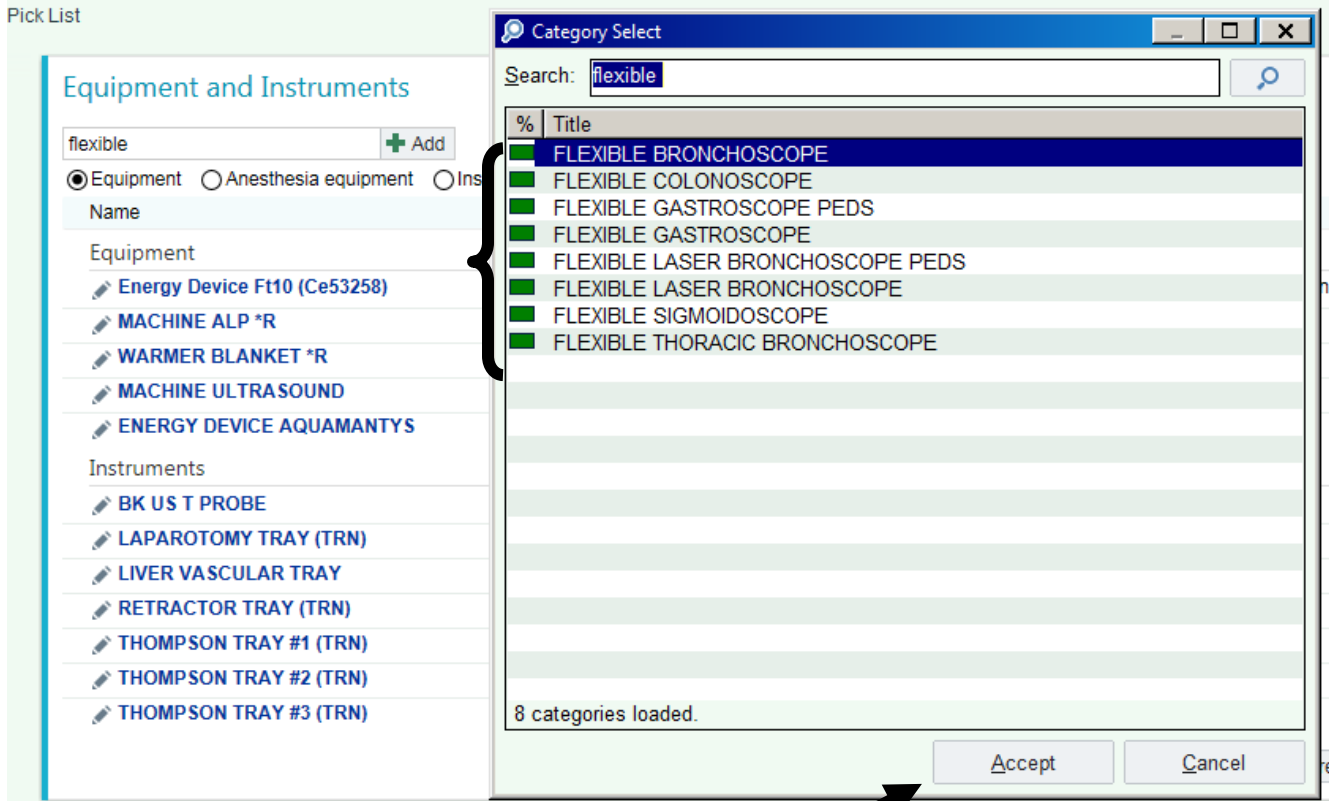 Pick List
Equipment and Instruments
flexible
Add
Equipment Anesthesia equipment Ins
Name
Equipment
Energy Device Ft10 (Ce53258)
MACHINE ALP *R
WARMER BLANKET *R
MACHINE ULTRASOUND
ENERGY DEVICE AQUAMANTYS
Instruments
BK US T PROBE
LAPAROTOMY TRAY (TRN)
LIVER VASCULAR TRAY
RETRACTOR TRAY (TRN)
THOMPSON TRAY #1 (TRN)
THOMPSON TRAY #2 (TRN)
THOMPSON TRAY #3 (TRN)
Category Select
Search: flexible
% Title
FLEXIBLE BRONCHOSCOPE
FLEXIBLE COLONOSCOPE
FLEXIBLE GASTROSCOPE PEDS
FLEXIBLE GASTROSCOPE
FLEXIBLE LASER BRONCHOSCOPE PEDS
FLEXIBLE LASER BRONCHOSCOPE
FLEXIBLE SIGMOIDOSCOPE
FLEXIBLE THORACIC BRONCHOSCOPE
8 categories loaded.
Accept Cancel